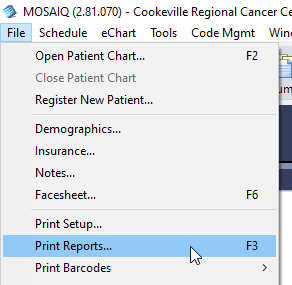 MOSAIQ (2.81.070) - Cookeville Regional Cancer Ce
File Schedule eChart Tools Code Mgmt Wind
Open Patient Chart... F2
Close Patient Chart
Register New Patient...
Demographics...
Insurance...
Notes...
Facesheet... F6
Print Setup...
Print Reports... F3
Print Barcodes